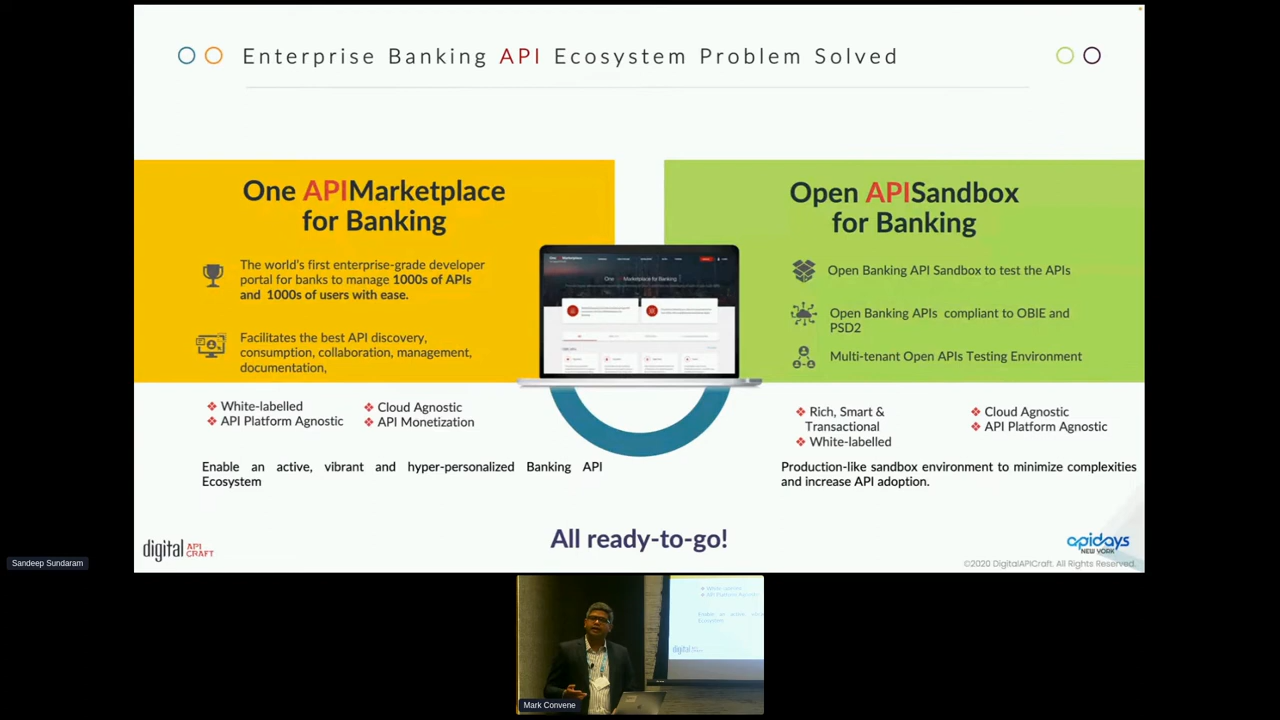 Enterprise Banking API Ecosystem Problem Solved
One APIMarketplace
for Banking
The world's first enterprise-grade developer
portal for banks to manage 1000s of APIs
and 1000s of users with ease.
Facilitates the best API discovery,
consumption, collaboration, management,
documentation,
❖ White-labelled
❖ API Platform Agnostic
❖ Cloud Agnostic
❖ API Monetization
Enable an active, vibrant and hyper-personalized Banking API
Ecosystem
One Marketplace for Banking
Open APISandbox
for Banking
Open Banking API Sandbox to test the APIs
Open Banking APIs compliant to OBIE and
PSD2
Multi-tenant Open APIs Testing Environment
❖ Rich, Smart &
Transactional
❖ White-labelled
❖ Cloud Agnostic
❖ API Platform Agnostic
Production-like sandbox environment to minimize complexities
and increase API adoption.
All ready-to-go!
digital API CRAFT
apidays
NEW YORK
©2020 DigitalAPICraft. All Rights Reserved.
Sandeep Sundaram
digital
Mark Convene